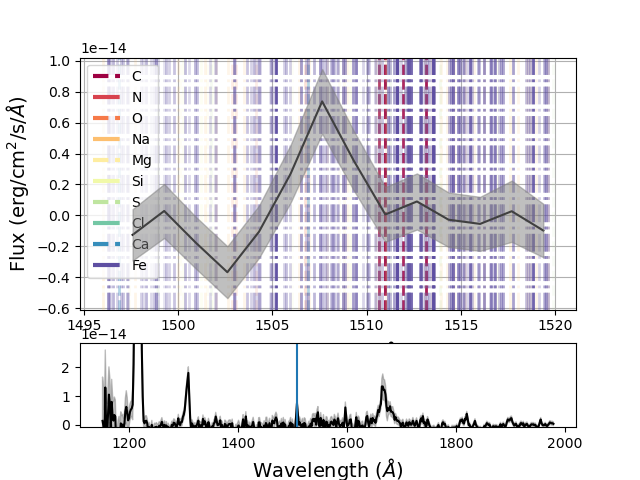 1e−14
Flux (erg/cm²/s/Å)
1.0
0.8
0.6
0.4
0.2
0.0
−0.2
−0.4
−0.6
C
N
O
Na
Mg
Si
S
Cl
Ca
Fe
1495 1500 1505 1510 1515 1520
1e−14
2
1
0
1200 1400 1600 1800 2000
Wavelength (Å)